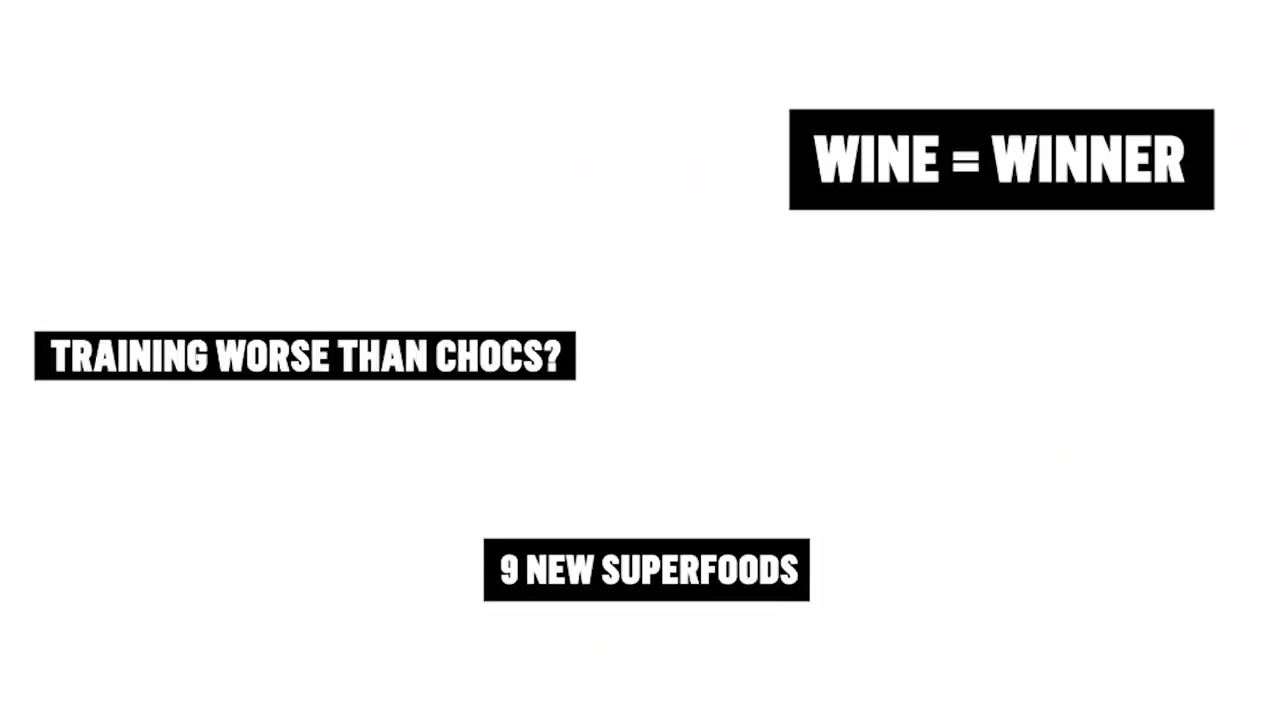 WINE = WINNER
TRAINING WORSE THAN CHOCS?
9 NEW SUPERFOODS